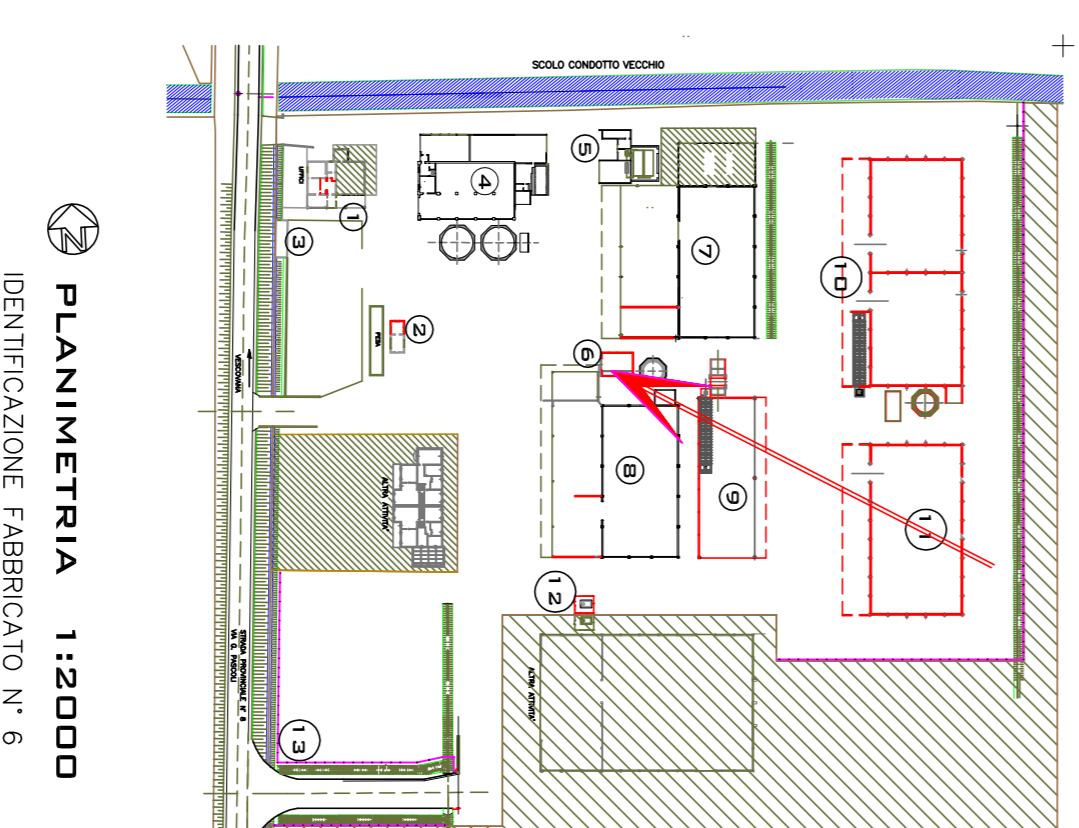 SCOLO CONDOTTO VECCHIO
N
PLANIMETRIA 1:2000
IDENTIFICAZIONE FABBRICATO N° 6
UFFICI
1
2
3
4
5
6
7
8
9
10
11
12
13
PESA
VESCOVANA
ALTRA ATTIVITA'
STRADA PROVINCIALE N° 8
VIA G. PASCOLI
ALTRA ATTIVITA'